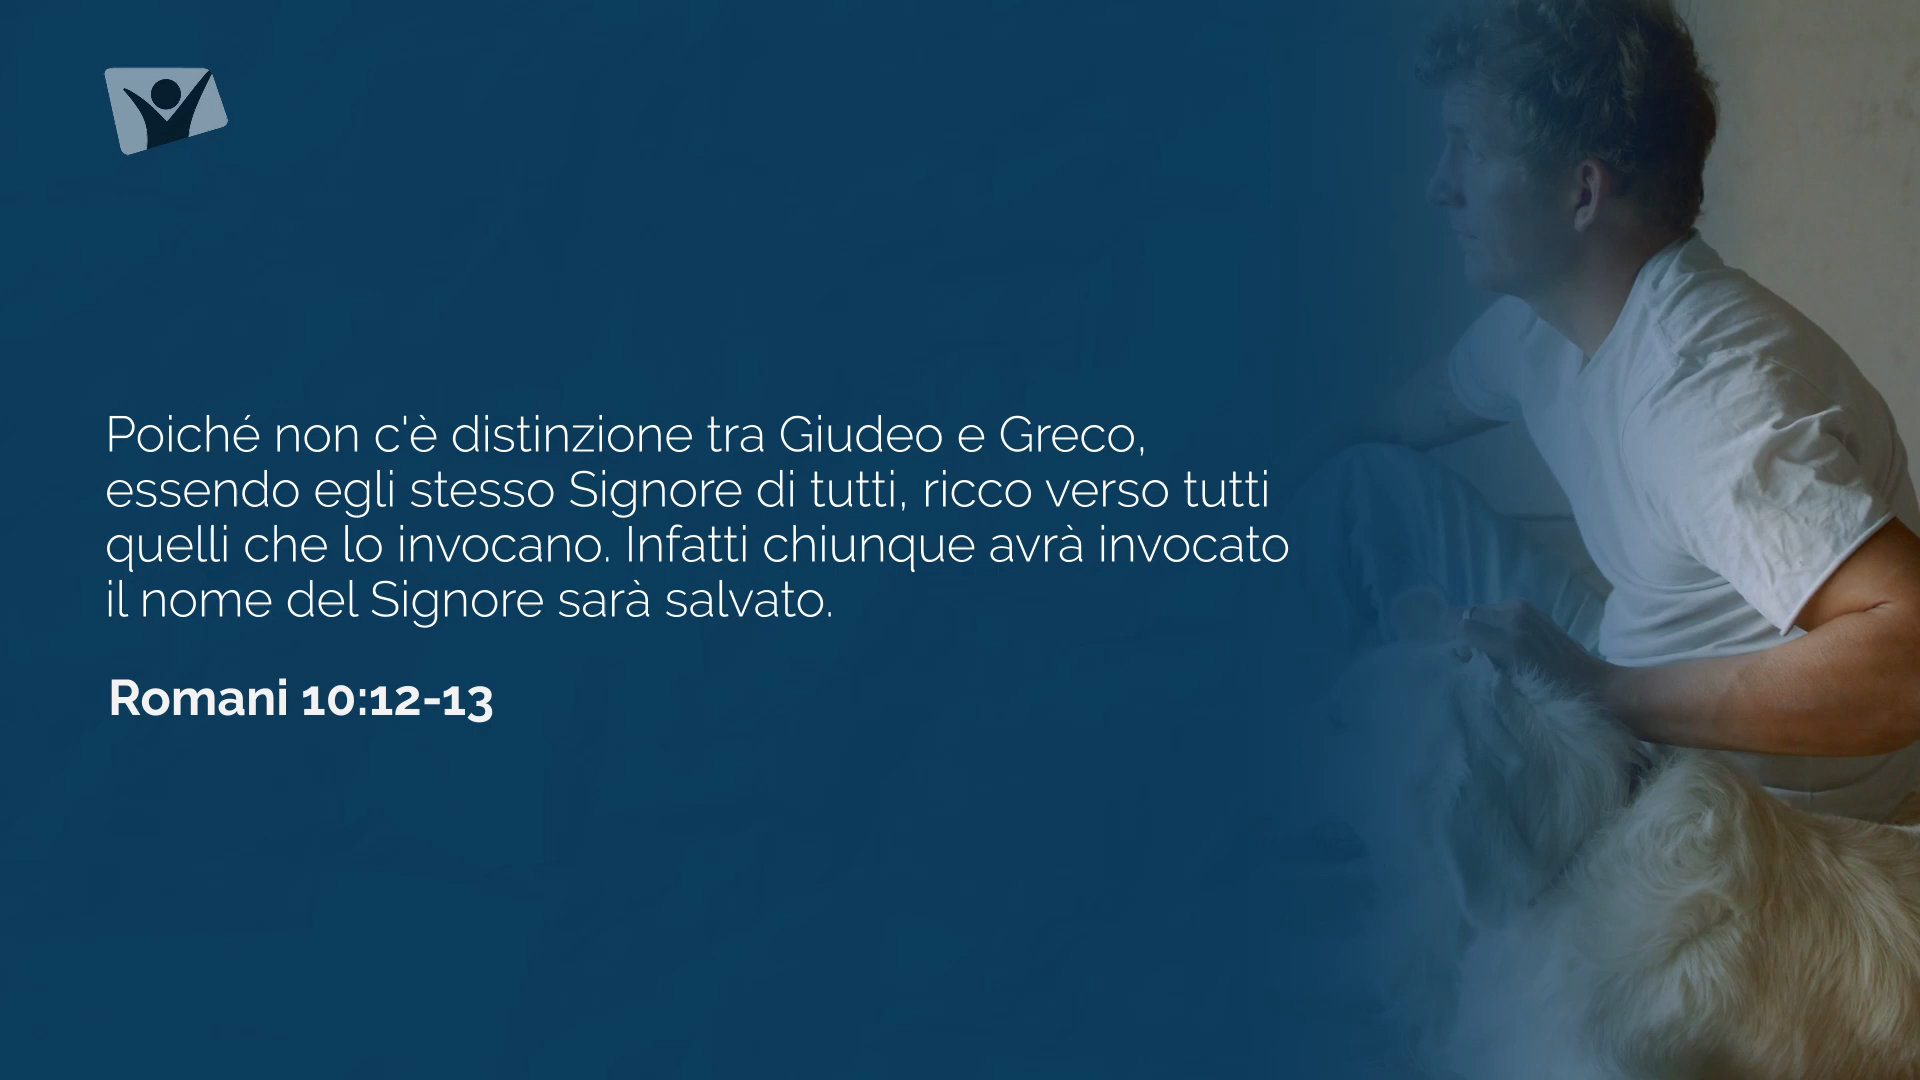 Poiché non c'è distinzione tra Giudeo e Greco,
essendo egli stesso Signore di tutti, ricco verso tutti
quelli che lo invocano. Infatti chiunque avrà invocato
il nome del Signore sarà salvato.
Romani 10:12-13